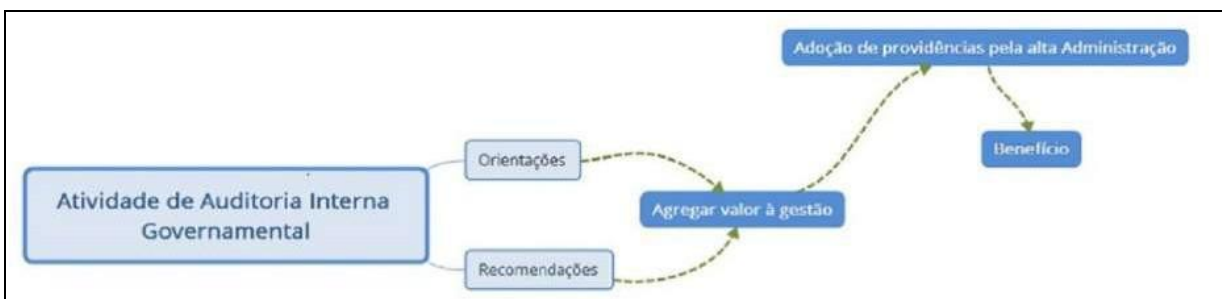 Adoção de providências pela alta Administração
Benefício
Orientações
Atividade de Auditoria Interna
Governamental
Agregar valor à gestão
Recomendações